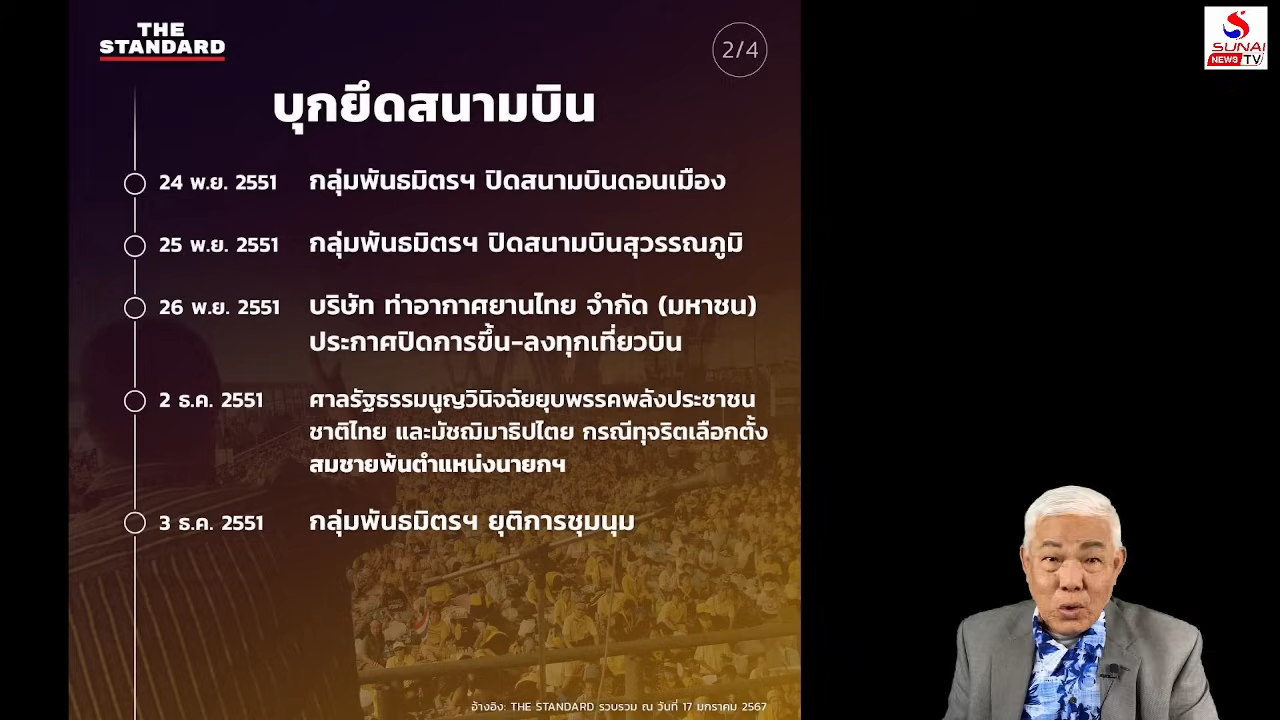 THE
STANDARD
2/4
SUNAI
NEWS TV
บุกยึดสนามบิน
24 พ.ย. 2551 กลุ่มพันธมิตรฯ ปิดสนามบินดอนเมือง
25 พ.ย. 2551 กลุ่มพันธมิตรฯ ปิดสนามบินสุวรรณภูมิ
26 พ.ย. 2551 บริษัท ท่าอากาศยานไทย จำกัด (มหาชน)
ประกาศปิดการขึ้น-ลงทุกเที่ยวบิน
2 ธ.ค. 2551 ศาลรัฐธรรมนูญวินิจฉัยยุบพรรคพลังประชาชน
ชาติไทย และมัชฌิมาธิปไตย กรณีทุจริตเลือกตั้ง
สมชายพ้นตำแหน่งนายกฯ
3 ธ.ค. 2551 กลุ่มพันธมิตรฯ ยุติการชุมนุม
อ้างอิง: THE STANDARD รวบรวม ณ วันที่ 17 มกราคม 2567